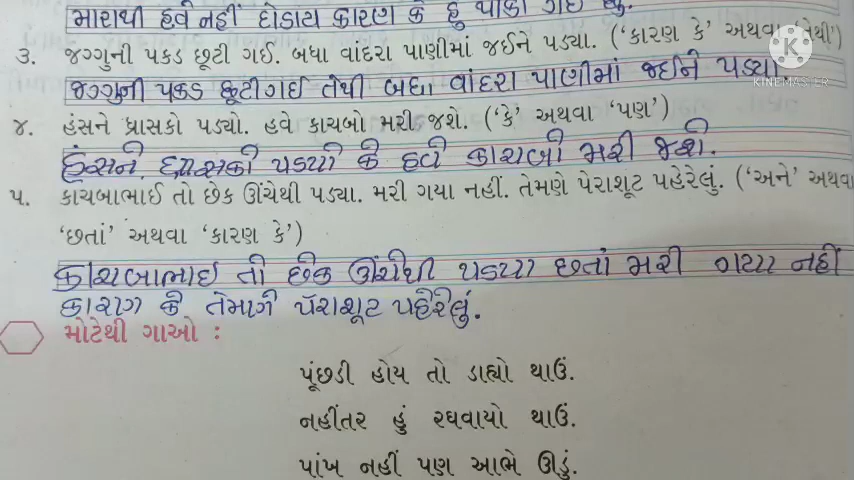 મારાથી હવે નહીં દોડાય કારણ કે હું પાકી ગઈ છું.
૩. જગ્ગુની પકડ છૂટી ગઈ. બધા વાંદરા પાણીમાં જઈને પડ્યા. (‘કારણ કે’ અથવા ‘તેથી’)
જગ્ગુની પકડ છૂટી ગઈ તેથી બધા વાંદરા પાણીમાં જઈને પડ્યા
KINEMASTER
૪. હંસને ધ્રાસકો પડ્યો. હવે કાચબો મરી જશે. (‘કે’ અથવા ‘પણ’)
હંસને ધ્રાસકો પડ્યો કે હવે કાચબો મરી જશે.
૫. કાચબાભાઈ તો છેક ઊંચેથી પડ્યા. મરી ગયા નહીં. તેમણે પેરાશૂટ પહેરેલું. (‘અને’ અથવા
‘છતાં’ અથવા ‘કારણ કે’)
કાચબાભાઈ તો છેક ઊંચેથી પડ્યા છતાં મરી ગયા નહીં
કારણ કે તેમણે પૅરાશૂટ પહેરેલું.
મોટેથી ગાઓ :
પૂંછડી હોય તો ડાહ્યો થાઉં.
નહીંતર હું રઘવાયો થાઉં.
પાંખ નહીં પણ આભે ઊડું.